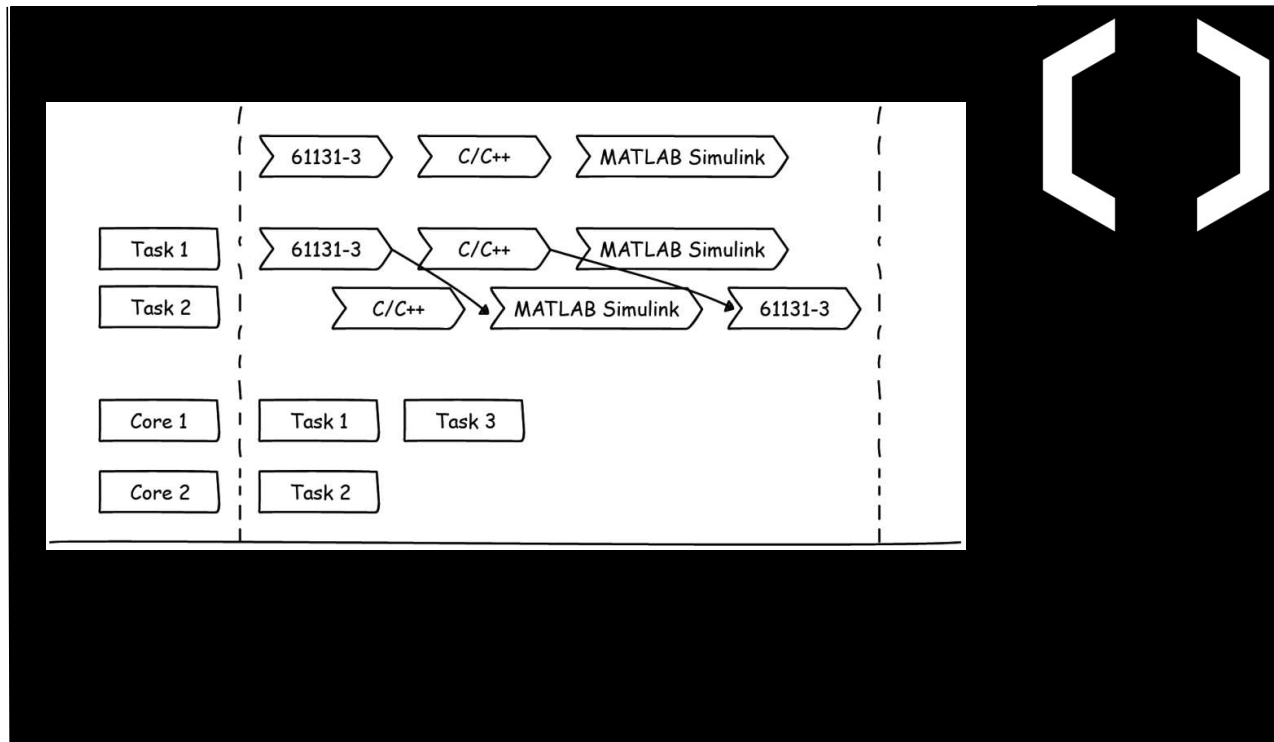 61131-3 C/C++ MATLAB Simulink
Task 1 61131-3 C/C++ MATLAB Simulink
Task 2 C/C++ MATLAB Simulink 61131-3
Core 1 Task 1 Task 3
Core 2 Task 2